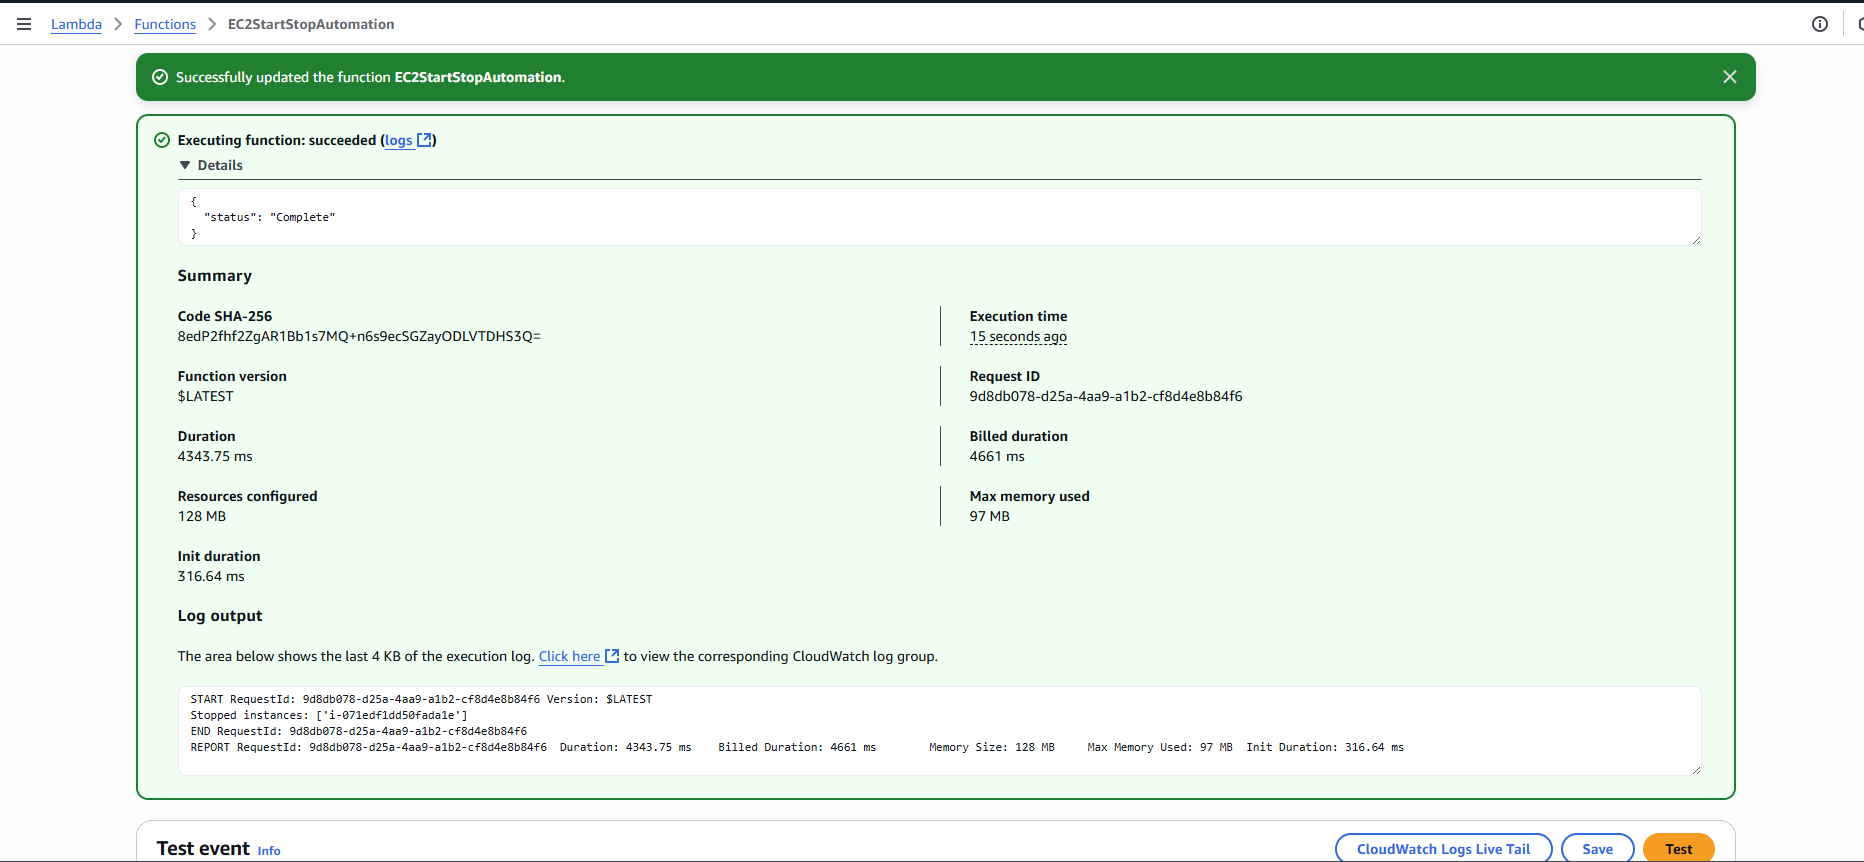 Lambda > Functions > EC2StartStopAutomation
Successfully updated the function EC2StartStopAutomation.
Executing function: succeeded (logs)
Details
{
"status": "Complete"
}
Summary
Code SHA-256
8edP2fhf2ZgAR1Bb1s7MQ+n6s9ecSGZayODLVTDHS3Q=
Execution time
15 seconds ago
Function version
$LATEST
Request ID
9d8db078-d25a-4aa9-a1b2-cf8d4e8b84f6
Duration
4343.75 ms
Billed duration
4661 ms
Resources configured
128 MB
Max memory used
97 MB
Init duration
316.64 ms
Log output
The area below shows the last 4 KB of the execution log. Click here to view the corresponding CloudWatch log group.
START RequestId: 9d8db078-d25a-4aa9-a1b2-cf8d4e8b84f6 Version: $LATEST
Stopped instances: ['i-071edf1dd50fada1e']
END RequestId: 9d8db078-d25a-4aa9-a1b2-cf8d4e8b84f6
REPORT RequestId: 9d8db078-d25a-4aa9-a1b2-cf8d4e8b84f6 Duration: 4343.75 ms Billed Duration: 4661 ms Memory Size: 128 MB Max Memory Used: 97 MB Init Duration: 316.64 ms
Test event Info
CloudWatch Logs Live Tail
Save
Test